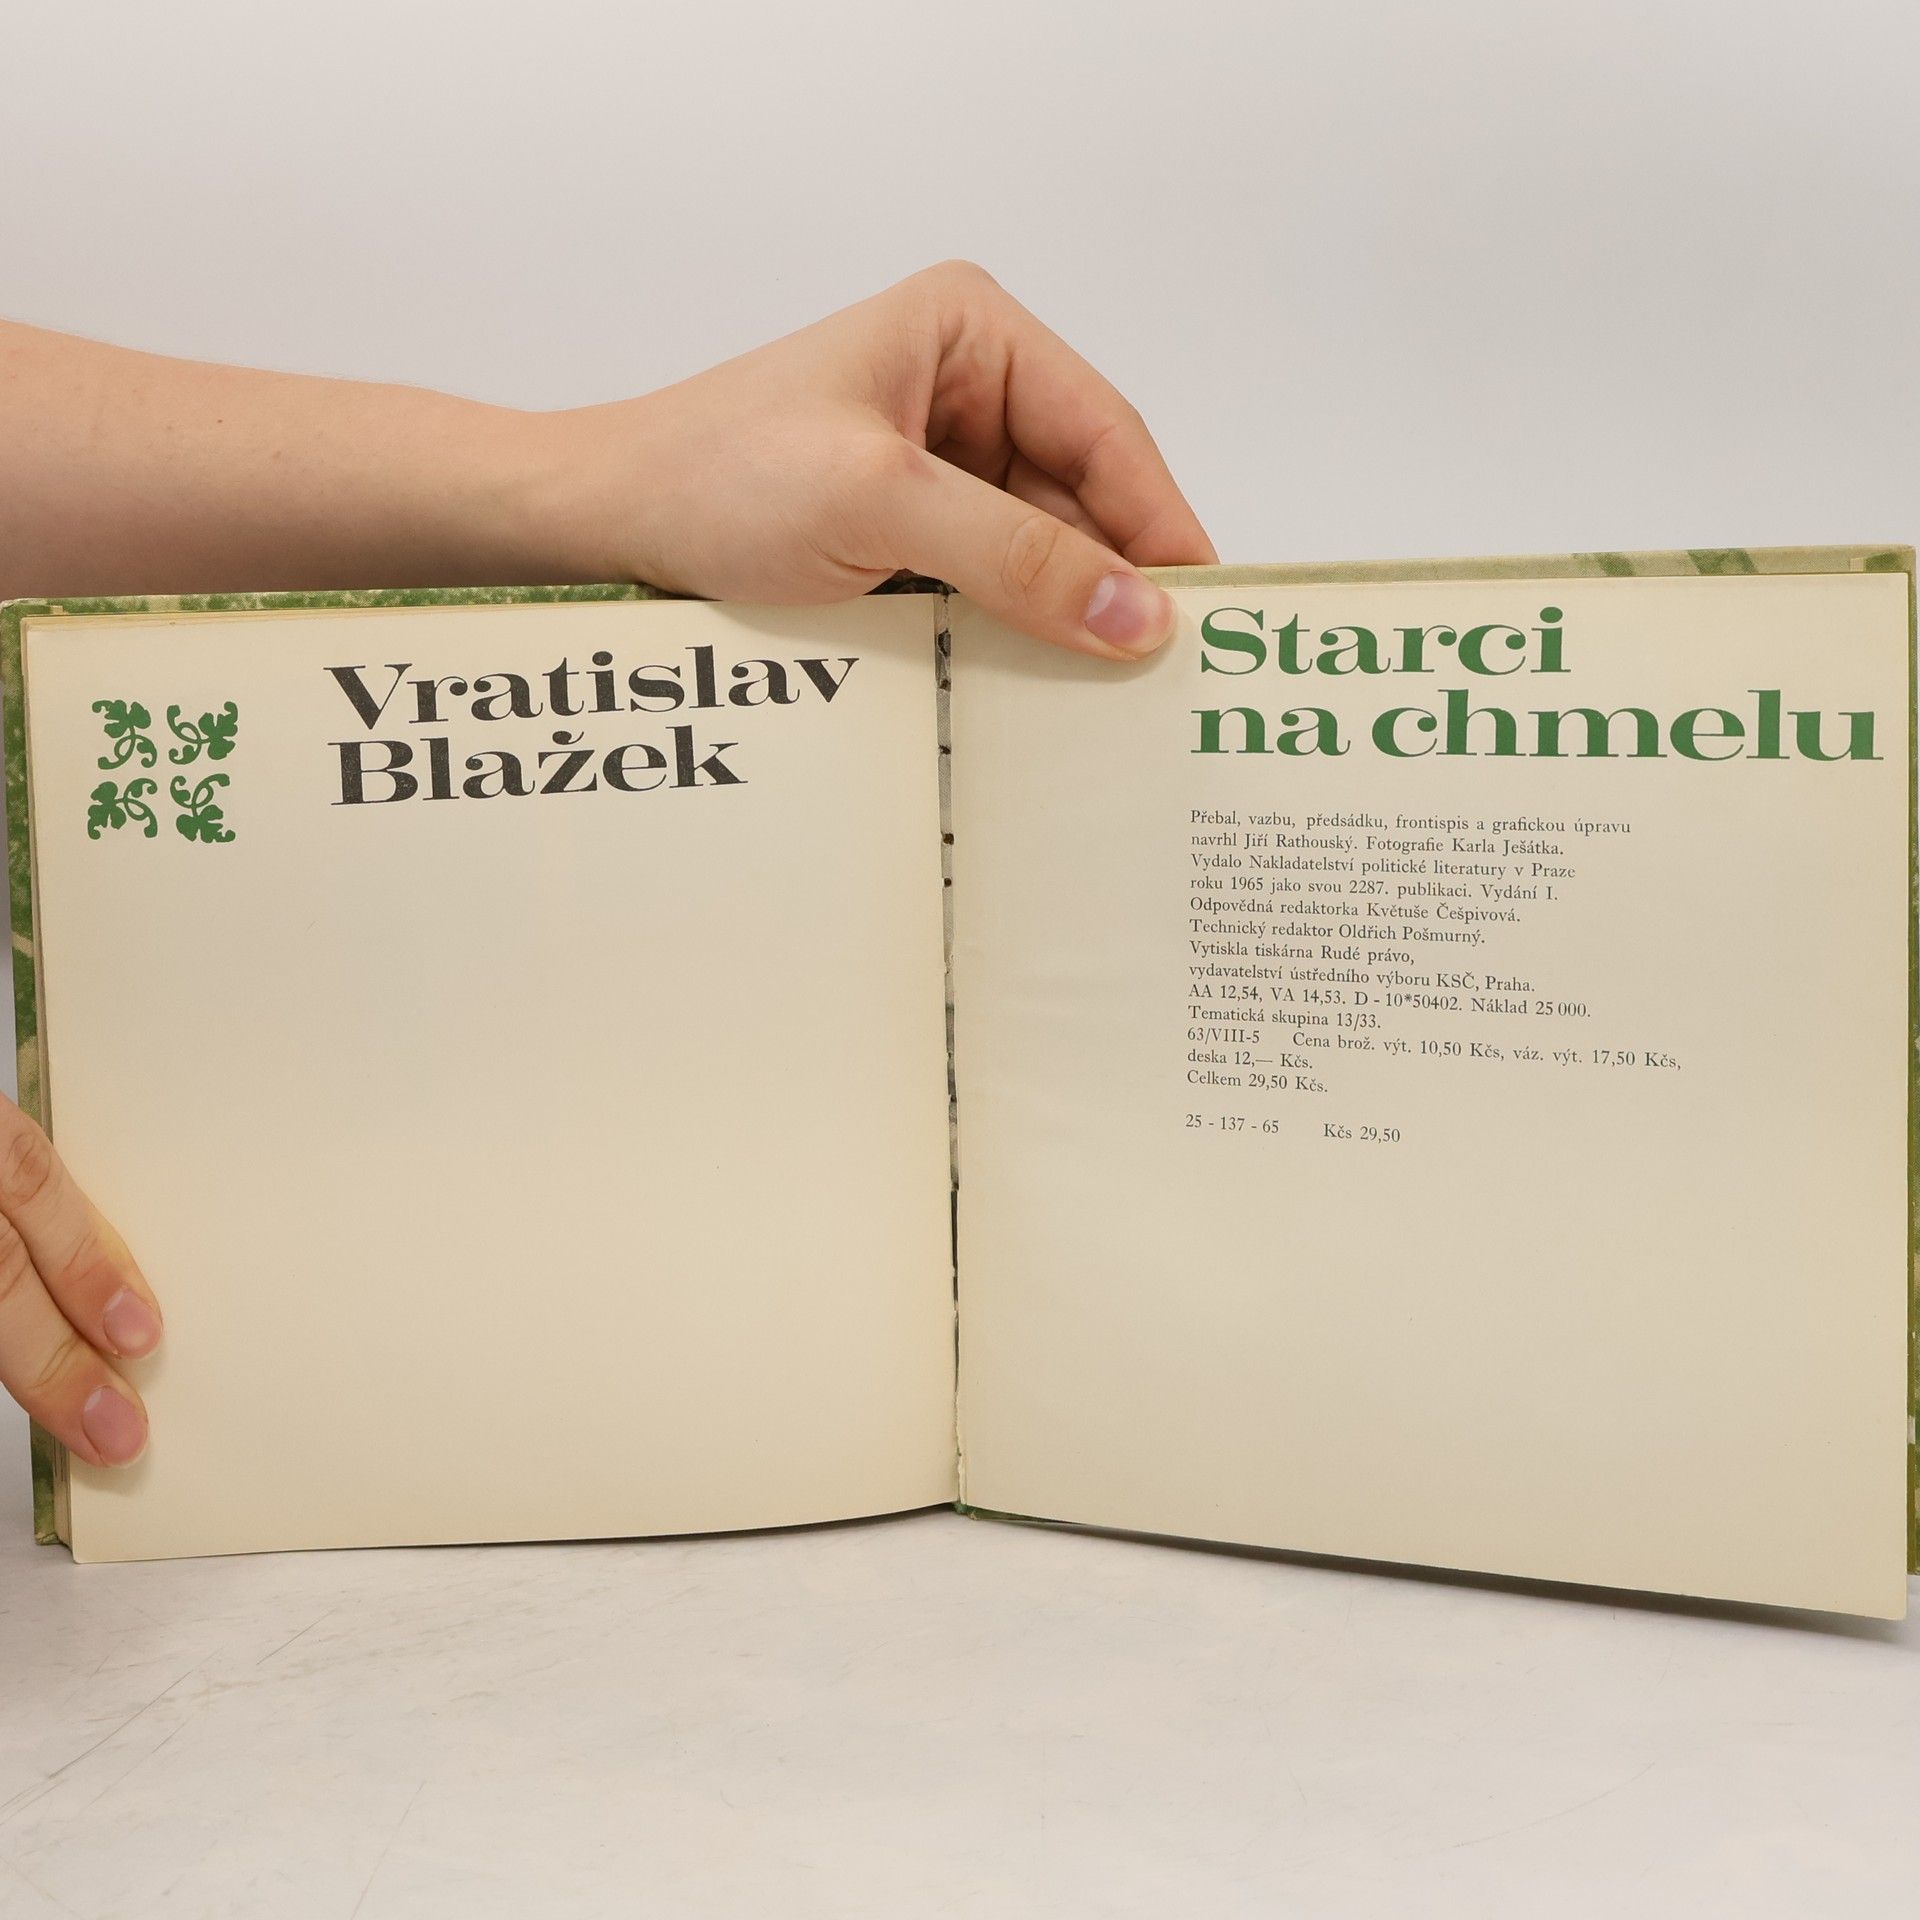 Vratislav
Blažek
Starci
na chmelu
Přebal, vazbu, předsádku, frontispis a grafickou úpravu
navrhl Jiří Rathouský. Fotografie Karla Ješátka.
Vydalo Nakladatelství politické literatury v Praze
roku 1965 jako svou 2287. publikaci. Vydání I.
Odpovědná redaktorka Květuše Češpivová.
Technický redaktor Oldřich Pošmurný.
Vytiskla tiskárna Rudé právo,
vydavatelství ústředního výboru KSČ, Praha.
AA 12,54, VA 14,53. D - 10*50402. Náklad 25 000.
Tematická skupina 13/33.
63/VIII-5 Cena brož. výt. 10,50 Kčs, váz. výt. 17,50 Kčs,
deska 12,— Kčs.
Celkem 29,50 Kčs.
25 - 137 - 65 Kčs 29,50